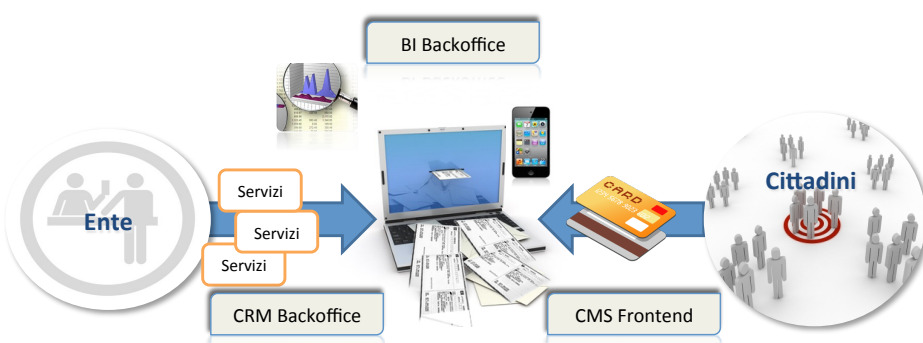 BI Backoffice
Ente
Servizi
Servizi
Servizi
CARD
Cittadini
CRM Backoffice
CMS Frontend